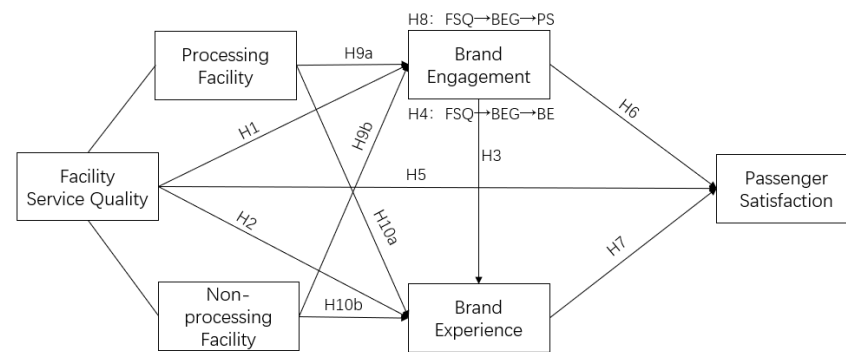 H8：FSQ→BEG→PS
Processing
Facility
H9a
Brand
Engagement
H1
H9b
H4：FSQ→BEG→BE
H6
H3
Facility
Service Quality
H5
Passenger
Satisfaction
H2
H10a
H7
Non-
processing
Facility
H10b
Brand
Experience